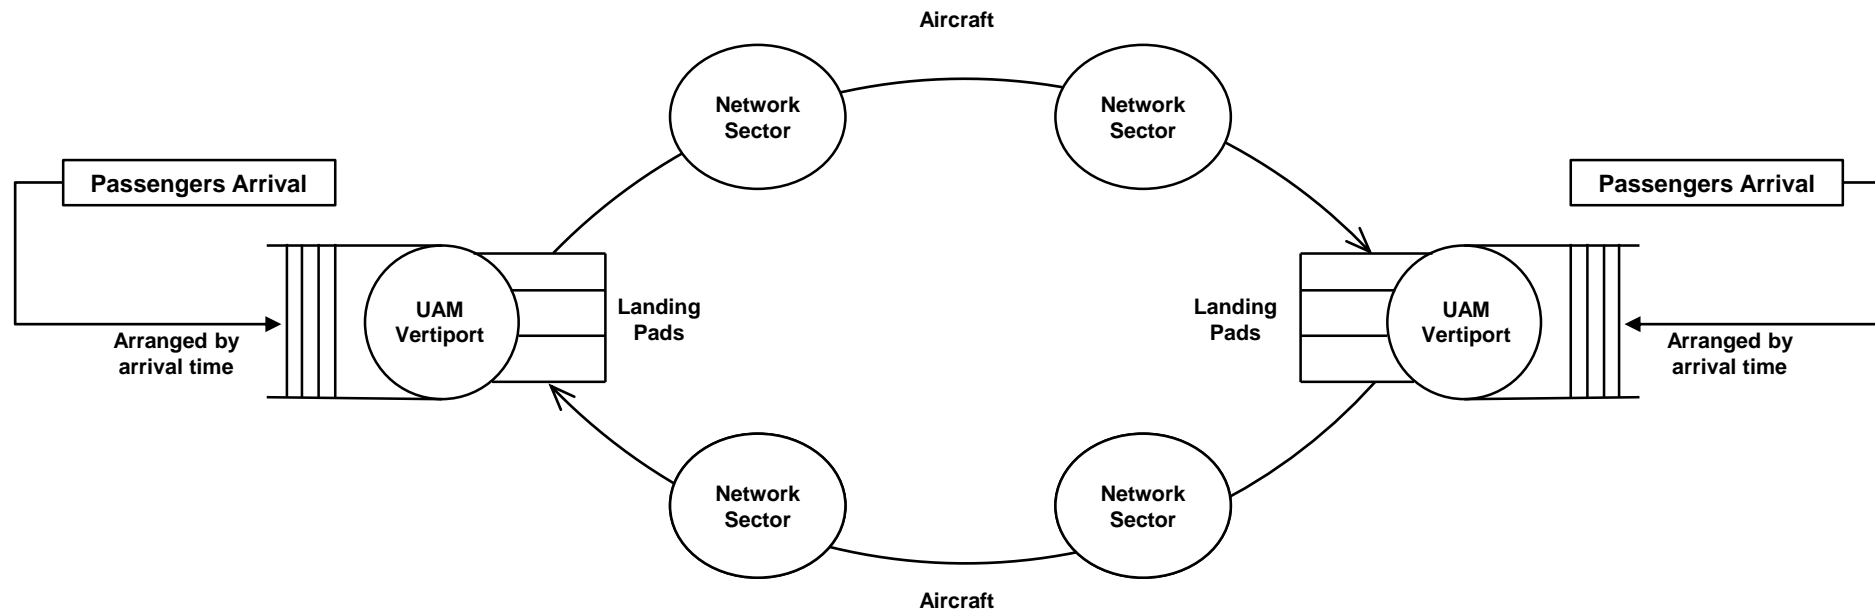 Aircraft
Network
Sector
Network
Sector
Passengers Arrival
Passengers Arrival
UAM
Vertiport
Landing
Pads
Landing
Pads
UAM
Vertiport
Arranged by
arrival time
Arranged by
arrival time
Network
Sector
Network
Sector
Aircraft